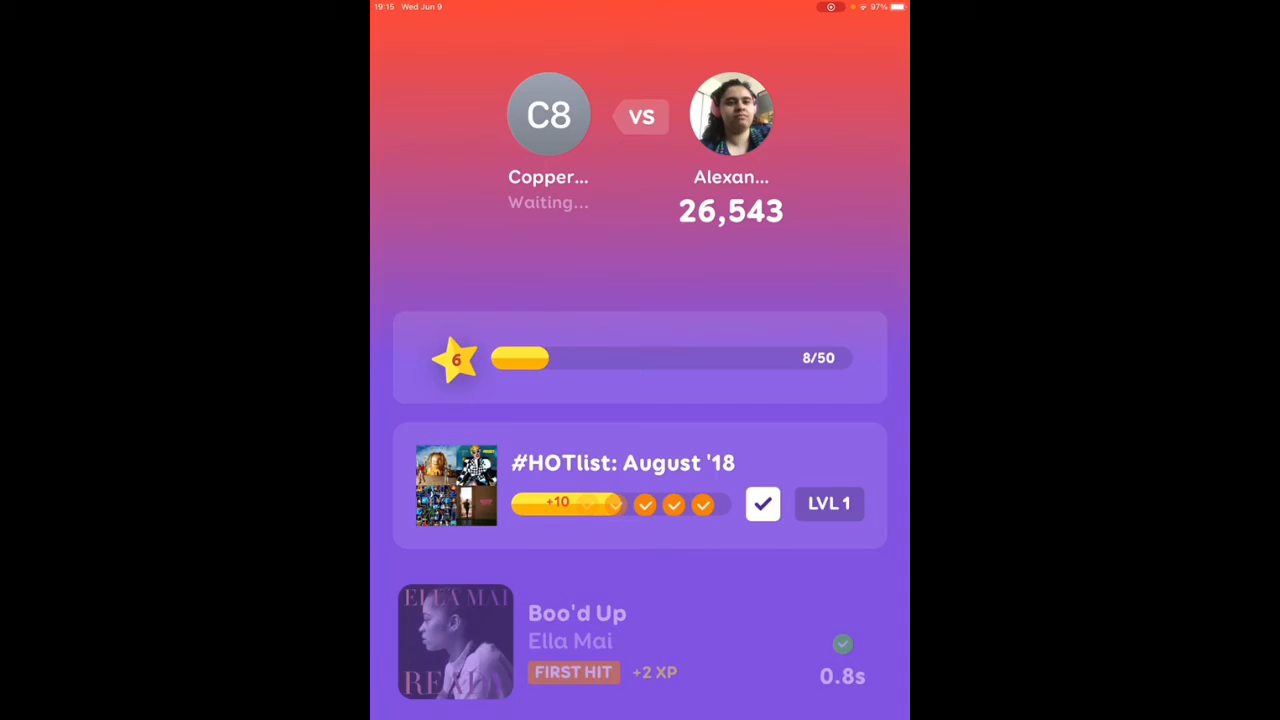 19:15 Wed Jun 9
97%
C8
VS
Copper...
Alexan...
Waiting...
26,543
6
8/50
#HOTlist: August '18
+10
LVL 1
ELLA MAI
READY
Boo'd Up
Ella Mai
FIRST HIT
+2 XP
0.8s